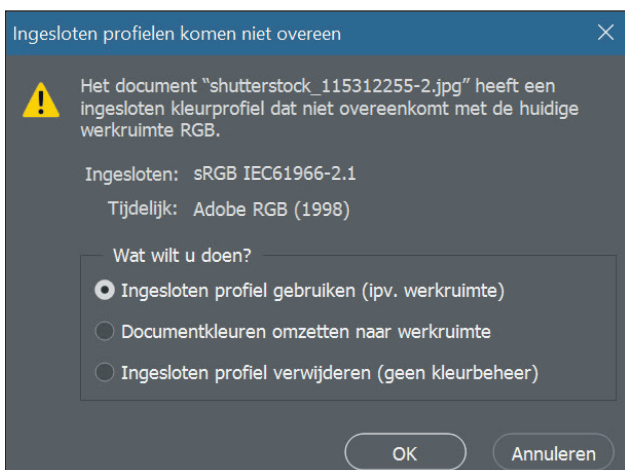 Ingesloten profielen komen niet overeen
Het document “shutterstock_115312255-2.jpg” heeft een
ingesloten kleurprofiel dat niet overeenkomt met de huidige
werkruimte RGB.
Ingesloten: sRGB IEC61966-2.1
Tijdelijk: Adobe RGB (1998)
Wat wilt u doen?
Ingesloten profiel gebruiken (ipv. werkruimte)
Documentkleuren omzetten naar werkruimte
Ingesloten profiel verwijderen (geen kleurbeheer)
OK Annuleren